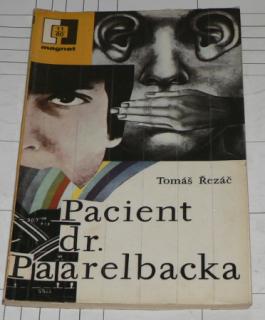 magnet
Tomáš Řezáč
Pacient
dr.
Paarelbacka